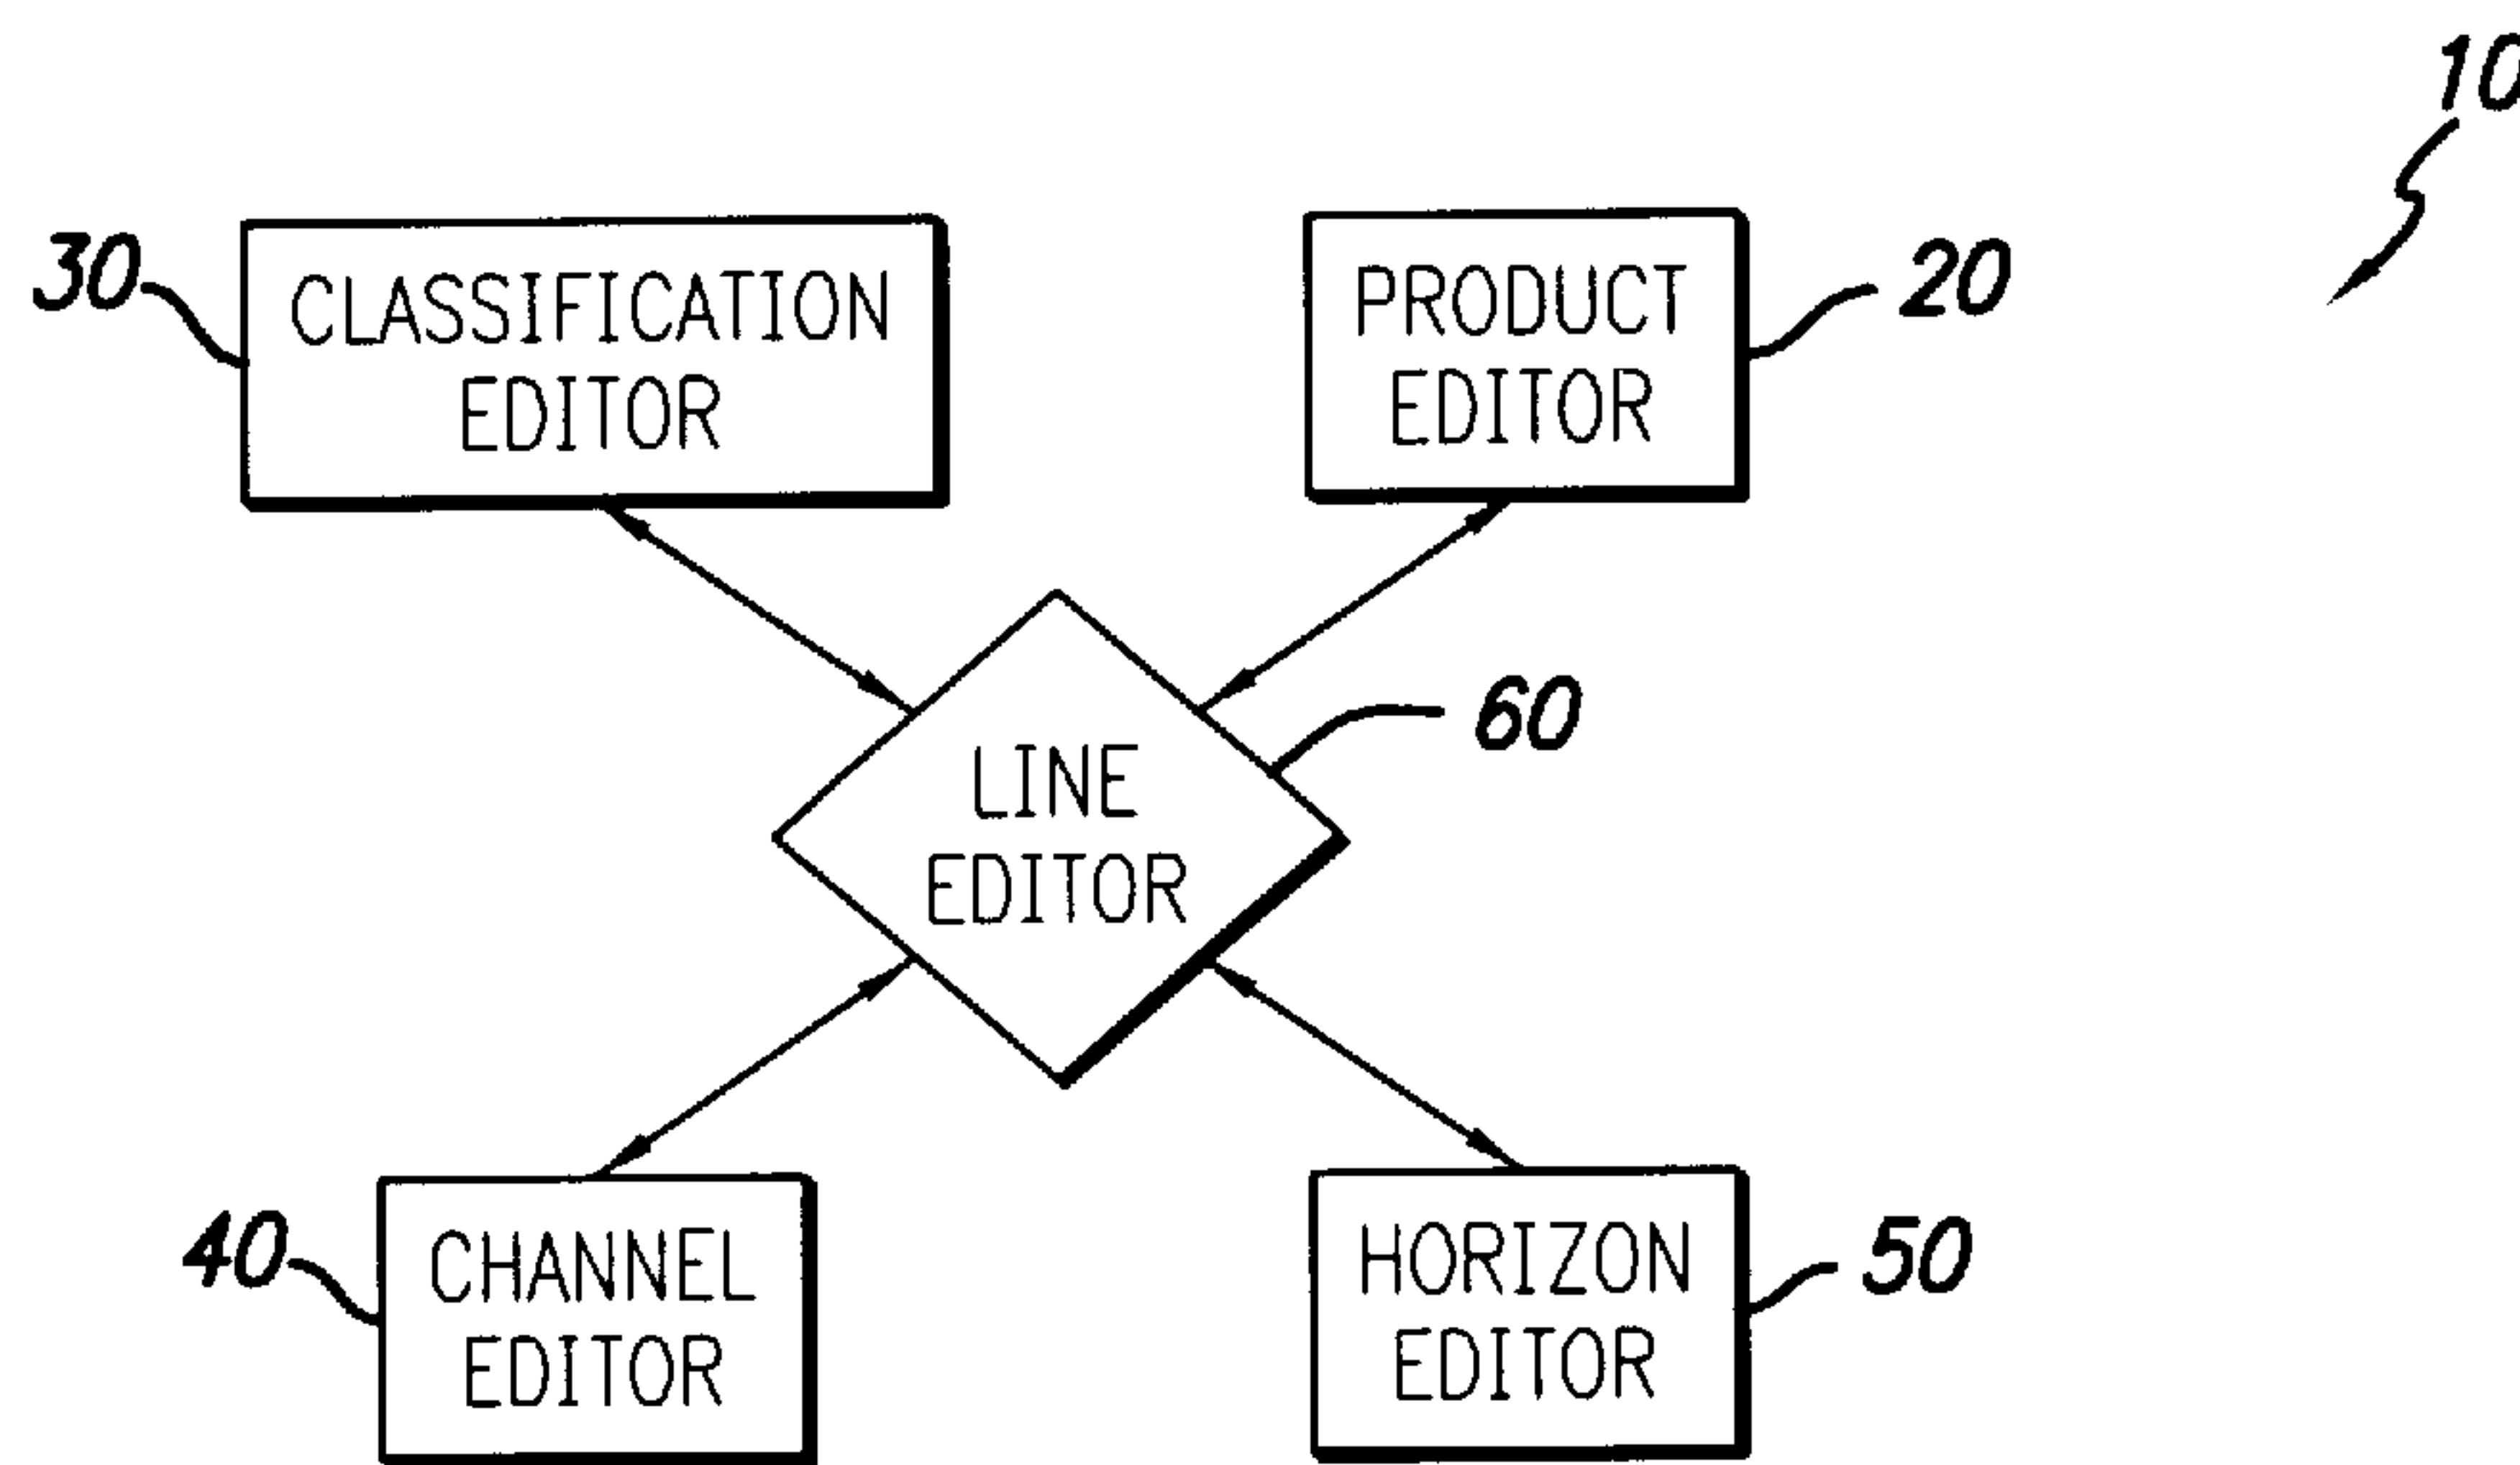 10
30
CLASSIFICATION
EDITOR
PRODUCT
EDITOR
20
LINE
EDITOR
60
40
CHANNEL
EDITOR
HORIZON
EDITOR
50